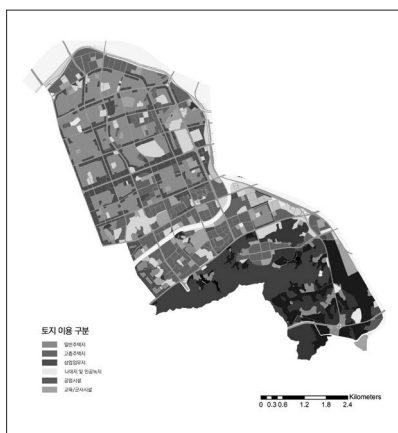 토지 이용 구분
일반주택지
고층주택지
상업업무지
나대지 및 인공녹지
공업시설
교육/군사시설
Kilometers
0 0.3 0.6 1.2 1.8 2.4